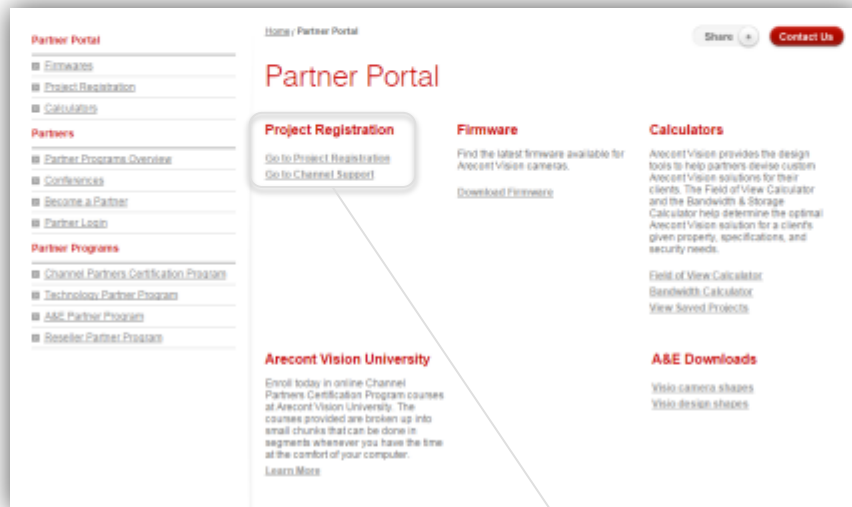 Partner Portal
Firmwares
Project Registration
Calculators
Partners
Partner Programs Overview
Conferences
Become a Partner
Partner Login
Partner Programs
Channel Partners Certification Program
Technology Partner Program
A&E Partner Program
Reseller Partner Program
Home / Partner Portal
Share +
Contact Us
Partner Portal
Project Registration
Go to Project Registration
Go to Channel Support
Firmware
Find the latest firmware available for
Arecont Vision cameras.
Download Firmware
Calculators
Arecont Vision provides the design
tools to help partners devise custom
Arecont Vision solutions for their
clients. The Field of View Calculator
and the Bandwidth & Storage
Calculator help determine the optimal
Arecont Vision solution for a client's
given property, specifications, and
security needs.
Field of View Calculator
Bandwidth Calculator
View Saved Projects
Arecont Vision University
Enroll today in online Channel
Partners Certification Program courses
at Arecont Vision University. The
courses provided are broken up into
small chunks that can be done in
segments whenever you have the time
at the comfort of your computer.
Learn More
A&E Downloads
Visio camera shapes
Visio design shapes